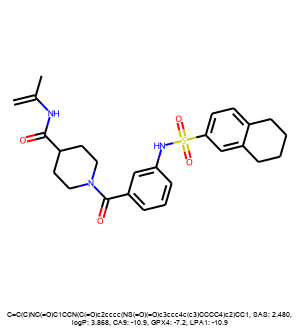 NH
O
N
O
HN
O
S
O
C=C(C)NC(=O)C1CCN(C(=O)c2cccc(NS(=O)(=O)c3ccc4c(c3)CCCC4)c2)CC1, SAS: 2.480,
logP: 3.868, CA9: -10.9, GPX4: -7.2, LPA1: -10.9